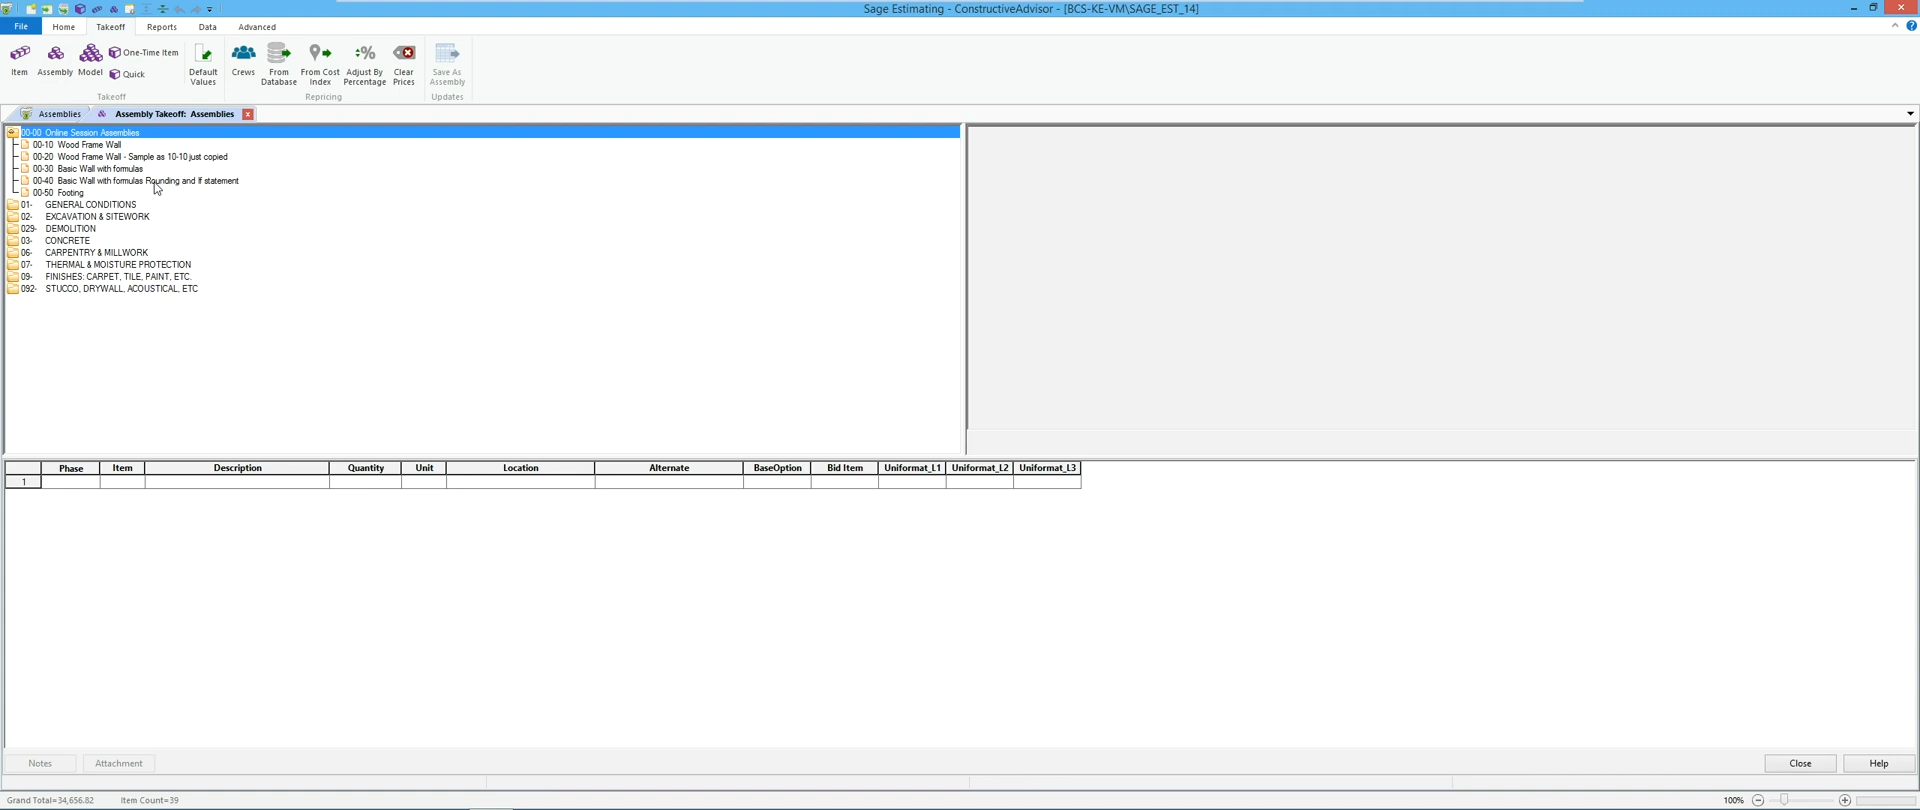 Sage Estimating - ConstructiveAdvisor - [BCS-KE-VM\SAGE_EST_14]
File Home Takeoff Reports Data Advanced
Item Assembly Model One-Time Item Quick Default Values Crews From Database From Cost Index Adjust By Percentage Clear Prices Save As Assembly
Takeoff Repricing Updates
Assemblies Assembly Takeoff: Assemblies
00-00 Online Session Assemblies
00-10 Wood Frame Wall
00-20 Wood Frame Wall - Sample as 10-10 just copied
00-30 Basic Wall with formulas
00-40 Basic Wall with formulas Rounding and If statement
00-50 Footing
01- GENERAL CONDITIONS
02- EXCAVATION & SITEWORK
029- DEMOLITION
03- CONCRETE
06- CARPENTRY & MILLWORK
07- THERMAL & MOISTURE PROTECTION
09- FINISHES: CARPET, TILE, PAINT, ETC.
092- STUCCO, DRYWALL, ACOUSTICAL, ETC
Phase Item Description Quantity Unit Location Alternate BaseOption Bid Item Uniformat_L1 Uniformat_L2 Uniformat_L3
1
Notes Attachment Close Help
Grand Total=34,656.82 Item Count=39 100%